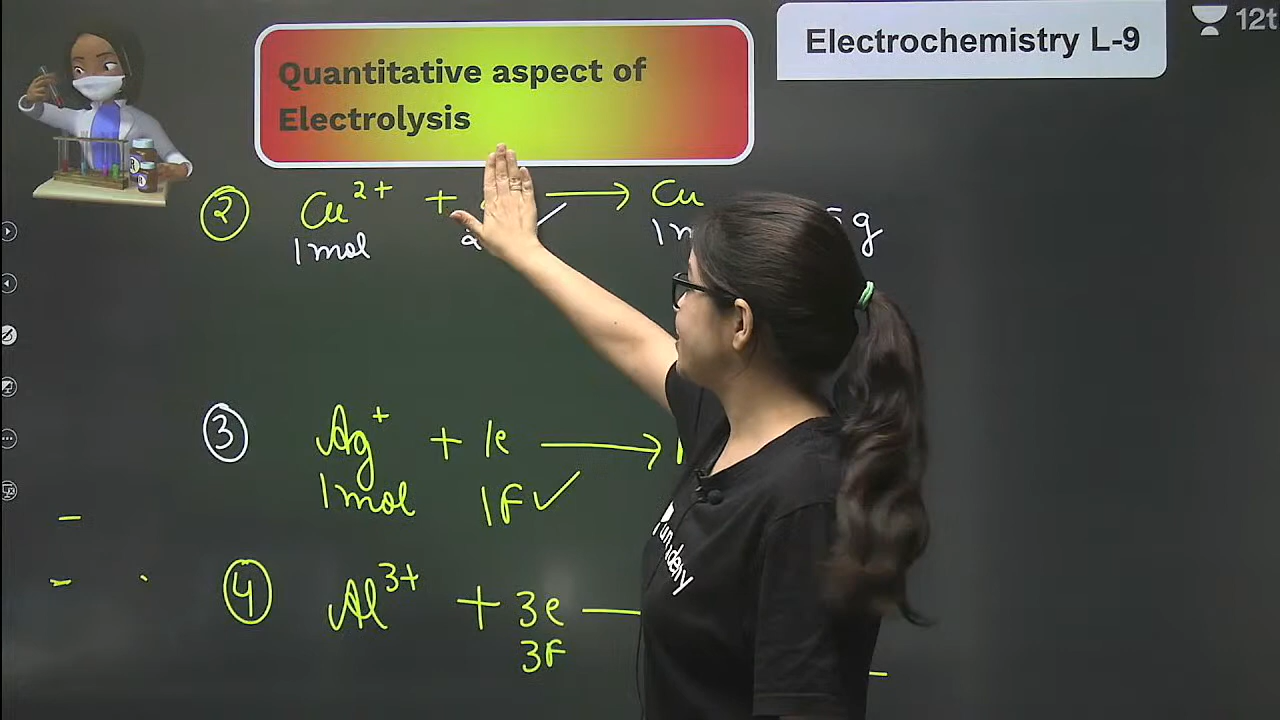 Electrochemistry L-9
12t
Quantitative aspect of
Electrolysis
② Cu²⁺ + ⟶ Cu
1mol g
③ Ag⁺ + 1e ⟶
1mol 1F ✓
④ Al³⁺ + 3e —
3F